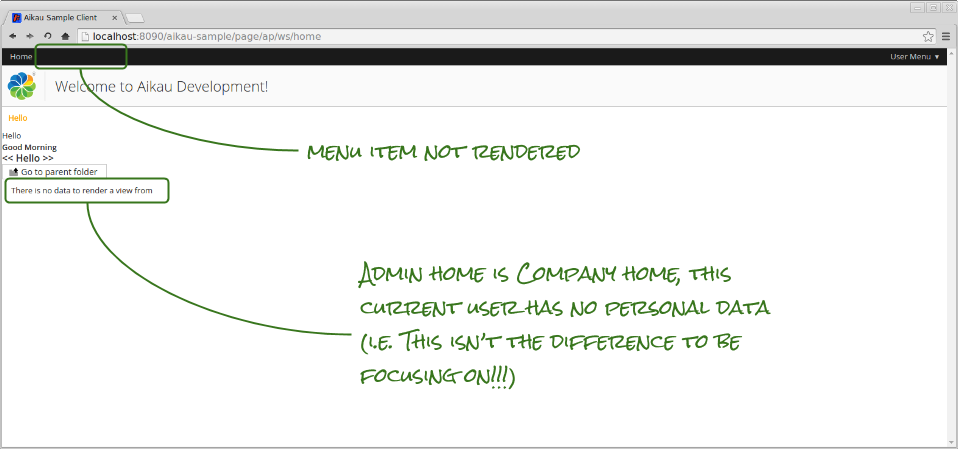 Aikau Sample Client
localhost:8090/aikau-sample/page/ap/ws/home
Home User Menu
Welcome to Aikau Development!
Hello
Hello
Good Morning
<< Hello >>
Go to parent folder
There is no data to render a view from
MENU ITEM NOT RENDERED
ADMIN HOME IS COMPANY HOME, THIS
CURRENT USER HAS NO PERSONAL DATA
(I.E. THIS ISN'T THE DIFFERENCE TO BE
FOCUSING ON!!!)